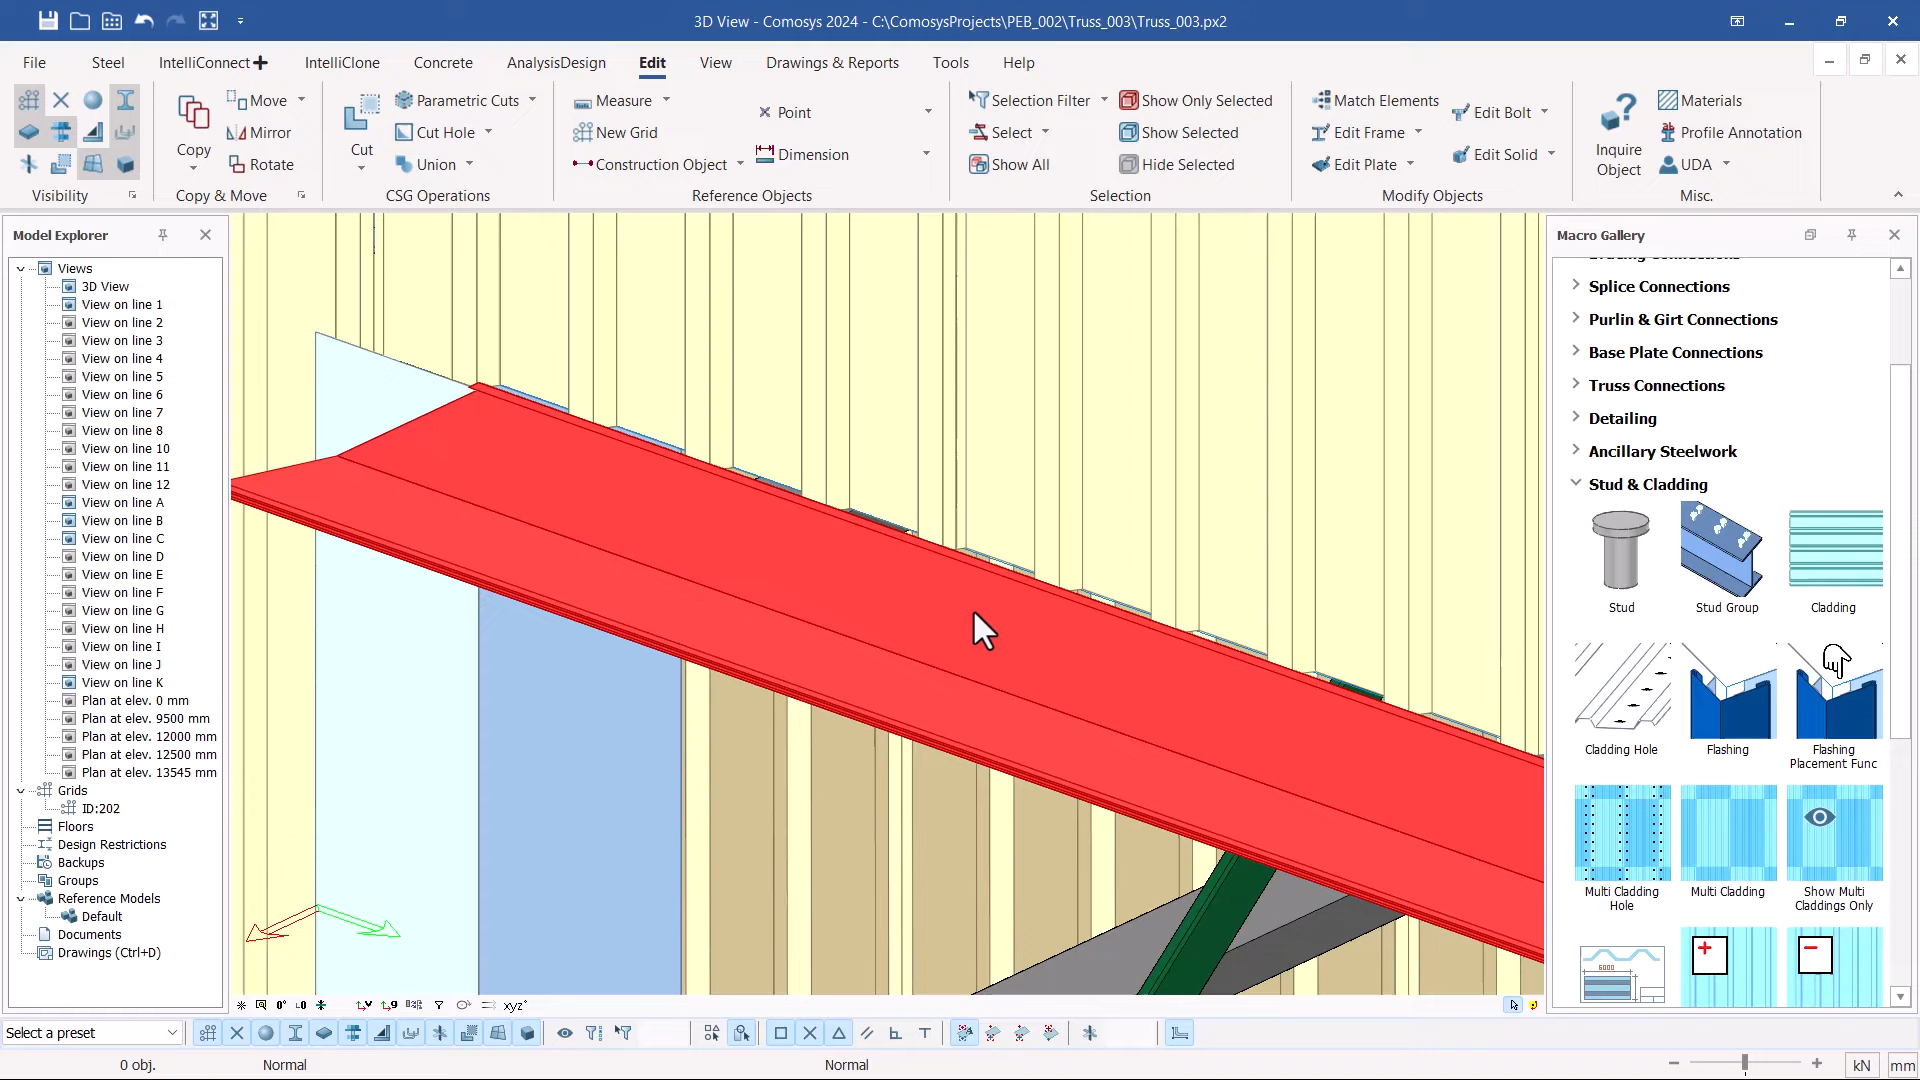 3D View - Comosys 2024 - C:\ComosysProjects\PEB_002\Truss_003\Truss_003.px2
File
Steel
IntelliConnect
IntelliClone
Concrete
AnalysisDesign
Edit
View
Drawings & Reports
Tools
Help
Copy
Move
Mirror
Rotate
Cut
Parametric Cuts
Cut Hole
Union
Measure
New Grid
Construction Object
Point
Dimension
Selection Filter
Select
Show All
Show Only Selected
Show Selected
Hide Selected
Match Elements
Edit Frame
Edit Plate
Edit Bolt
Edit Solid
Inquire
Object
Materials
Profile Annotation
UDA
Visibility
Copy & Move
CSG Operations
Reference Objects
Selection
Modify Objects
Misc.
Model Explorer
Views
3D View
View on line 1
View on line 2
View on line 3
View on line 4
View on line 5
View on line 6
View on line 7
View on line 8
View on line 10
View on line 11
View on line 12
View on line A
View on line B
View on line C
View on line D
View on line E
View on line F
View on line G
View on line H
View on line I
View on line J
View on line K
Plan at elev. 0 mm
Plan at elev. 9500 mm
Plan at elev. 12000 mm
Plan at elev. 12500 mm
Plan at elev. 13545 mm
Grids
ID:202
Floors
Design Restrictions
Backups
Groups
Reference Models
Default
Documents
Drawings (Ctrl+D)
Macro Gallery
Splice Connections
Purlin & Girt Connections
Base Plate Connections
Truss Connections
Detailing
Ancillary Steelwork
Stud & Cladding
Stud
Stud Group
Cladding
Cladding Hole
Flashing
Flashing
Placement Func
Multi Cladding
Hole
Multi Cladding
Show Multi
Claddings Only
6000
xyz
Select a preset
0 obj.
Normal
Normal
kN
mm